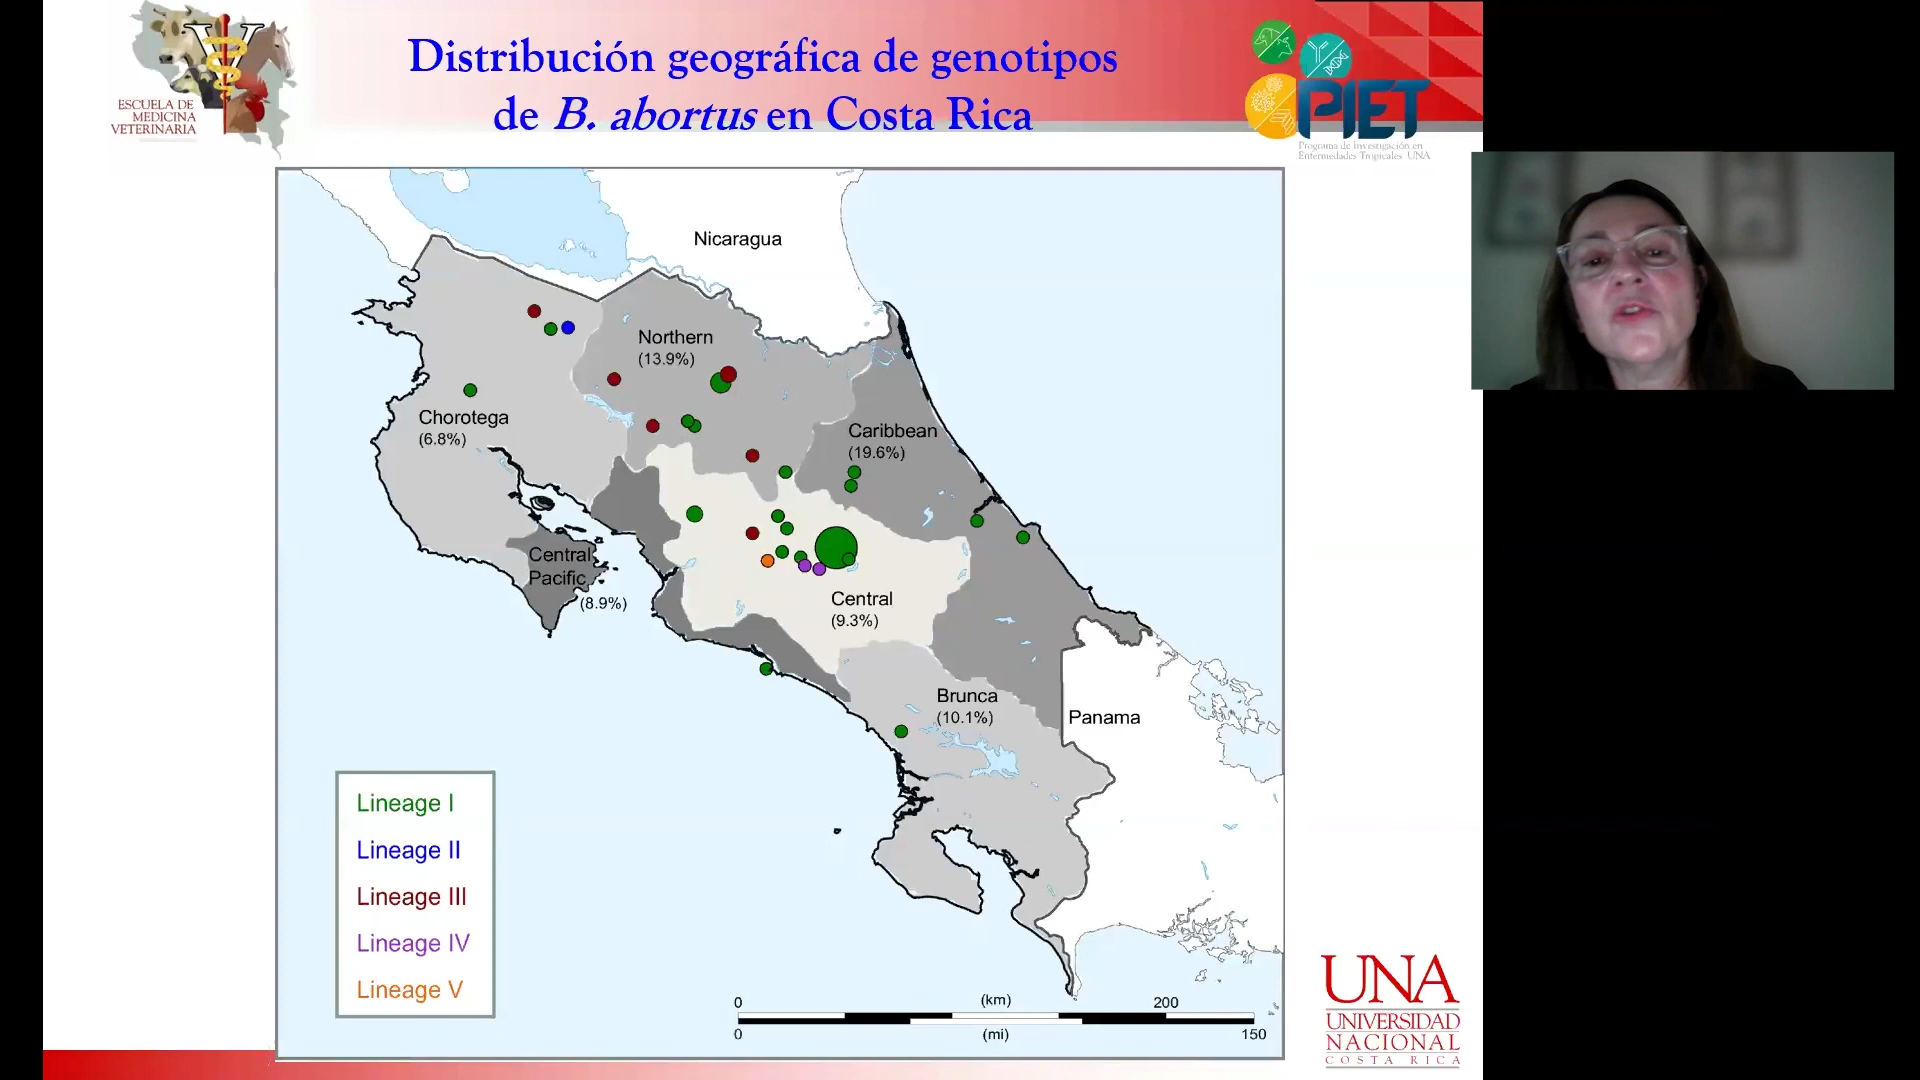 ESCUELA DE
MEDICINA
VETERINARIA
Distribución geográfica de genotipos
de B. abortus en Costa Rica
PIET
Programa de Investigación en
Enfermedades Tropicales UNA
Nicaragua
Northern
(13.9%)
Chorotega
(6.8%)
Caribbean
(19.6%)
Central
Pacific
(8.9%)
Central
(9.3%)
Brunca
(10.1%)
Panama
Lineage I
Lineage II
Lineage III
Lineage IV
Lineage V
0 (km) 200
0 (mi) 150
UNA
UNIVERSIDAD
NACIONAL
COSTA RICA